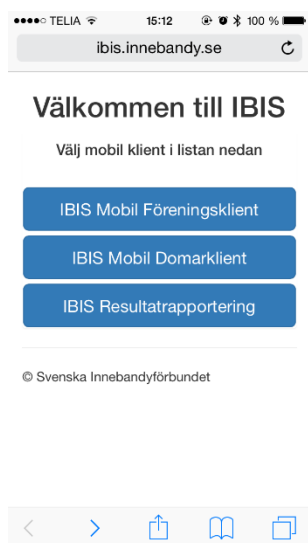 TELIA 15:12 100 %
ibis.innebandy.se
Välkommen till IBIS
Välj mobil klient i listan nedan
IBIS Mobil Föreningsklient
IBIS Mobil Domarklient
IBIS Resultatrapportering
© Svenska Innebandyförbundet